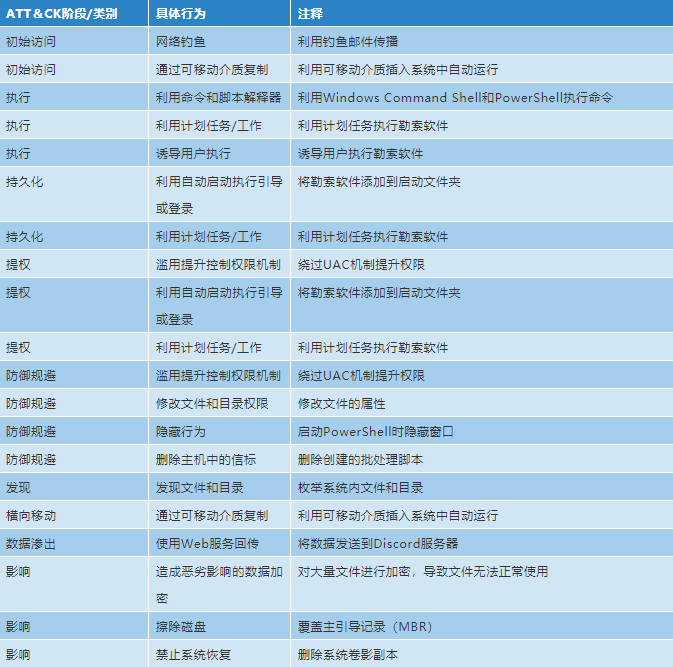 ATT&CK阶段/类别 具体行为 注释
初始访问 网络钓鱼 利用钓鱼邮件传播
初始访问 通过可移动介质复制 利用可移动介质插入系统中自动运行
执行 利用命令和脚本解释器 利用Windows Command Shell和PowerShell执行命令
执行 利用计划任务/工作 利用计划任务执行勒索软件
执行 诱导用户执行 诱导用户执行勒索软件
持久化 利用自动启动执行引导 将勒索软件添加到启动文件夹
或登录
持久化 利用计划任务/工作 利用计划任务执行勒索软件
提权 滥用提升控制权限机制 绕过UAC机制提升权限
提权 利用自动启动执行引导 将勒索软件添加到启动文件夹
或登录
提权 利用计划任务/工作 利用计划任务执行勒索软件
防御规避 滥用提升控制权限机制 绕过UAC机制提升权限
防御规避 修改文件和目录权限 修改文件的属性
防御规避 隐藏行为 启动PowerShell时隐藏窗口
防御规避 删除主机中的信标 删除创建的批处理脚本
发现 发现文件和目录 枚举系统内文件和目录
横向移动 通过可移动介质复制 利用可移动介质插入系统中自动运行
数据渗出 使用Web服务回传 将数据发送到Discord服务器
影响 造成恶劣影响的数据加 对大量文件进行加密，导致文件无法正常使用
密
影响 擦除磁盘 覆盖主引导记录（MBR）
影响 禁止系统恢复 删除系统卷影副本